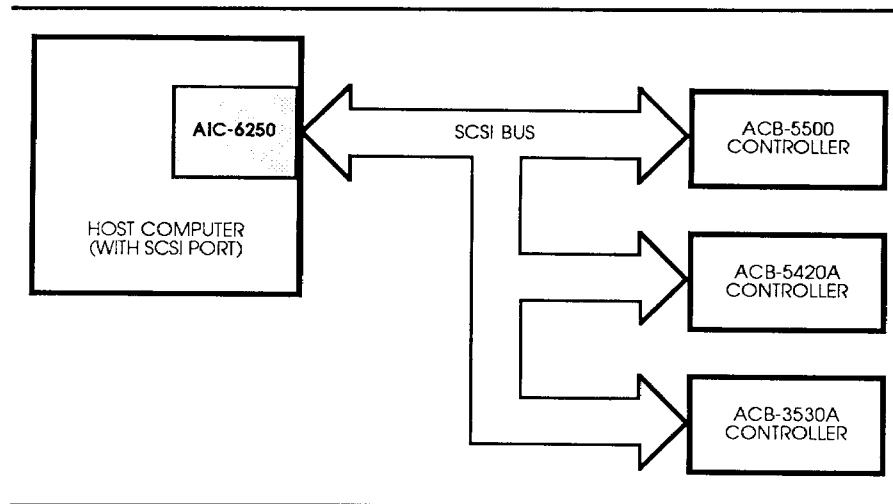 AIC-6250
HOST COMPUTER
(WITH SCSI PORT)
SCSI BUS
ACB-5500
CONTROLLER
ACB-5420A
CONTROLLER
ACB-3530A
CONTROLLER